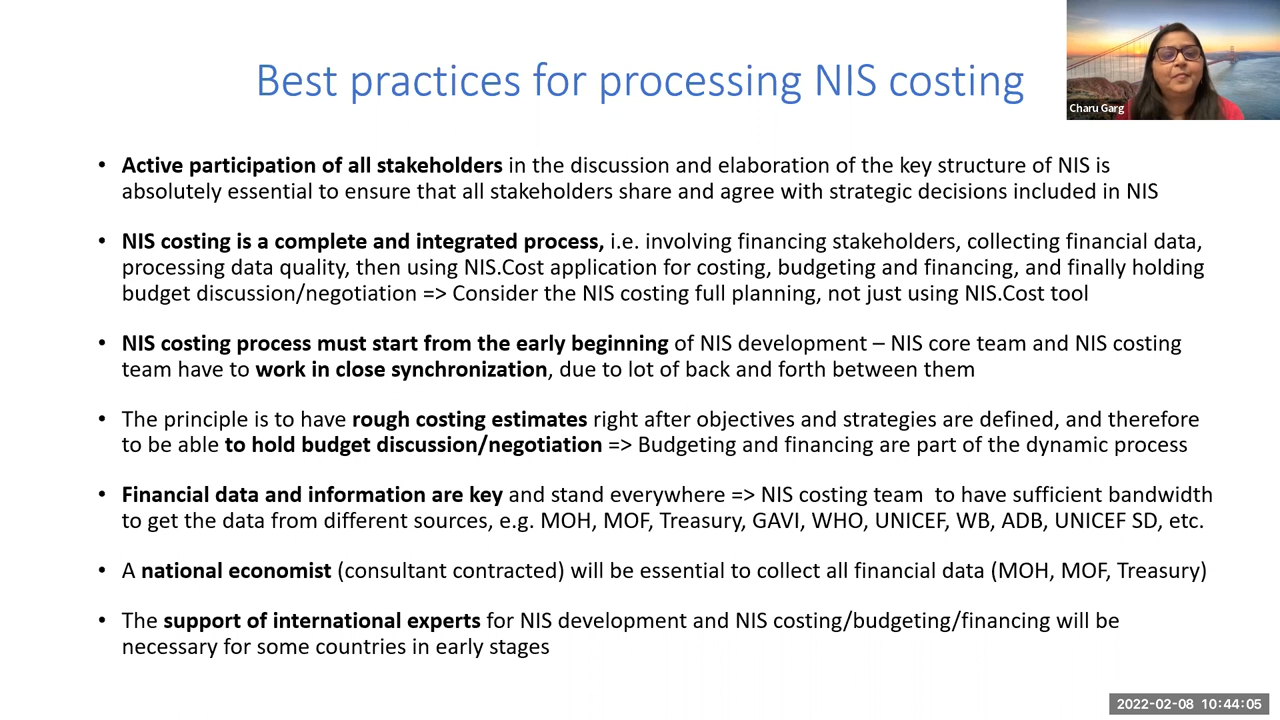 Best practices for processing NIS costing
Charu Garg
• Active participation of all stakeholders in the discussion and elaboration of the key structure of NIS is
absolutely essential to ensure that all stakeholders share and agree with strategic decisions included in NIS
• NIS costing is a complete and integrated process, i.e. involving financing stakeholders, collecting financial data,
processing data quality, then using NIS.Cost application for costing, budgeting and financing, and finally holding
budget discussion/negotiation => Consider the NIS costing full planning, not just using NIS.Cost tool
• NIS costing process must start from the early beginning of NIS development – NIS core team and NIS costing
team have to work in close synchronization, due to lot of back and forth between them
• The principle is to have rough costing estimates right after objectives and strategies are defined, and therefore
to be able to hold budget discussion/negotiation => Budgeting and financing are part of the dynamic process
• Financial data and information are key and stand everywhere => NIS costing team to have sufficient bandwidth
to get the data from different sources, e.g. MOH, MOF, Treasury, GAVI, WHO, UNICEF, WB, ADB, UNICEF SD, etc.
• A national economist (consultant contracted) will be essential to collect all financial data (MOH, MOF, Treasury)
• The support of international experts for NIS development and NIS costing/budgeting/financing will be
necessary for some countries in early stages
2022-02-08 10:44:05